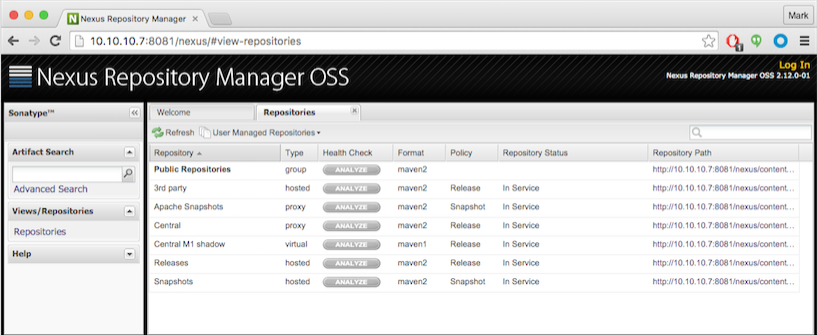 Nexus Repository Manager
Mark
10.10.10.7:8081/nexus/#view-repositories
Nexus Repository Manager OSS
Log In
Nexus Repository Manager OSS 2.12.0-01
Sonatype™
Welcome
Repositories
Refresh User Managed Repositories
Artifact Search
Advanced Search
Views/Repositories
Repositories
Help
Repository Type Health Check Format Policy Repository Status Repository Path
Public Repositories group ANALYZE maven2 http://10.10.10.7:8081/nexus/content...
3rd party hosted ANALYZE maven2 Release In Service http://10.10.10.7:8081/nexus/content...
Apache Snapshots proxy ANALYZE maven2 Snapshot In Service http://10.10.10.7:8081/nexus/content...
Central proxy ANALYZE maven2 Release In Service http://10.10.10.7:8081/nexus/content...
Central M1 shadow virtual ANALYZE maven1 Release In Service http://10.10.10.7:8081/nexus/content...
Releases hosted ANALYZE maven2 Release In Service http://10.10.10.7:8081/nexus/content...
Snapshots hosted ANALYZE maven2 Snapshot In Service http://10.10.10.7:8081/nexus/content...